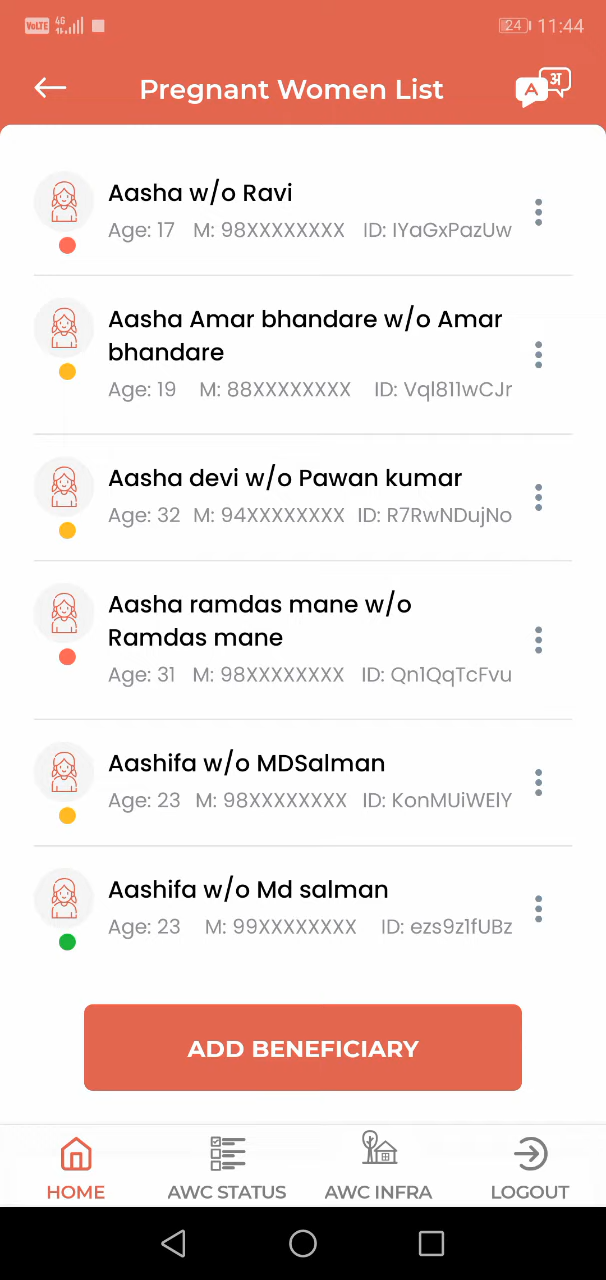 VoLTE 4G 24 11:44
Pregnant Women List A अ
Aasha w/o Ravi
Age: 17 M: 98XXXXXXXX ID: IYaGxPazUw
Aasha Amar bhandare w/o Amar
bhandare
Age: 19 M: 88XXXXXXXX ID: Vql811wCJr
Aasha devi w/o Pawan kumar
Age: 32 M: 94XXXXXXXX ID: R7RwNDujNo
Aasha ramdas mane w/o
Ramdas mane
Age: 31 M: 98XXXXXXXX ID: Qn1QqTcFvu
Aashifa w/o MDSalman
Age: 23 M: 98XXXXXXXX ID: KonMUiWElY
Aashifa w/o Md salman
Age: 23 M: 99XXXXXXXX ID: ezs9z1fUBz
ADD BENEFICIARY
HOME AWC STATUS AWC INFRA LOGOUT